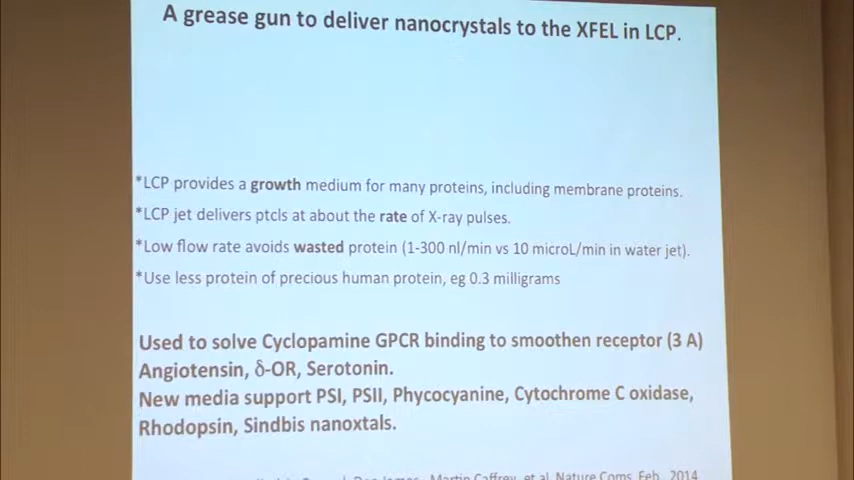 A grease gun to deliver nanocrystals to the XFEL in LCP.
*LCP provides a growth medium for many proteins, including membrane proteins.
*LCP jet delivers ptcls at about the rate of X-ray pulses.
*Low flow rate avoids wasted protein (1-300 nl/min vs 10 microL/min in water jet).
*Use less protein of precious human protein, eg 0.3 milligrams
Used to solve Cyclopamine GPCR binding to smoothen receptor (3 A)
Angiotensin, δ-OR, Serotonin.
New media support PSI, PSII, Phycocyanine, Cytochrome C oxidase,
Rhodopsin, Sindbis nanoxtals.
Martin Caffrey, et al Nature Coms. Feb. 2014